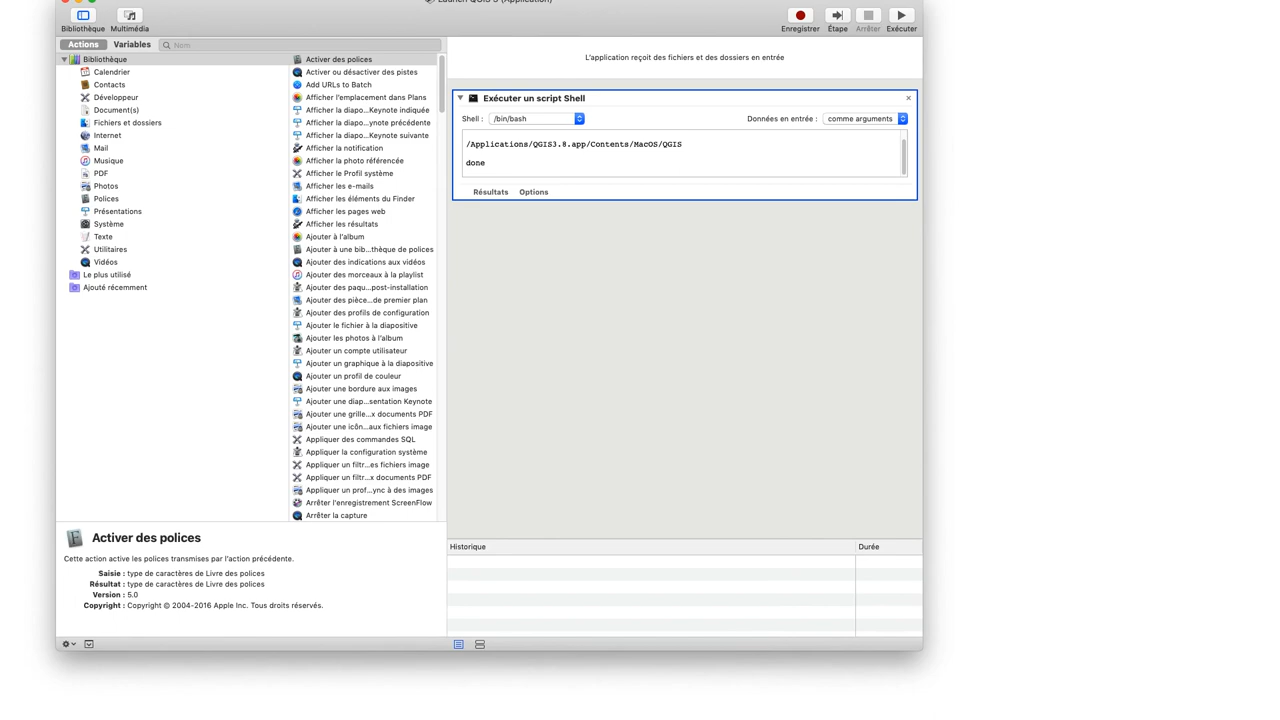 Launch QGIS 3 (Application)
Bibliothèque
Multimédia
Enregistrer
Étape
Arrêter
Exécuter
Actions
Variables
Nom
Bibliothèque
Calendrier
Contacts
Développeur
Document(s)
Fichiers et dossiers
Internet
Mail
Musique
PDF
Photos
Polices
Présentations
Système
Texte
Utilitaires
Vidéos
Le plus utilisé
Ajouté récemment
Activer des polices
Activer ou désactiver des pistes
Add URLs to Batch
Afficher l'emplacement dans Plans
Afficher la diapo...Keynote indiquée
Afficher la diapo...ynote précédente
Afficher la diapo...Keynote suivante
Afficher la notification
Afficher la photo référencée
Afficher le Profil système
Afficher les e-mails
Afficher les éléments du Finder
Afficher les pages web
Afficher les résultats
Ajouter à l'album
Ajouter à une bib...thèque de polices
Ajouter des indications aux vidéos
Ajouter des morceaux à la playlist
Ajouter des paqu...post-installation
Ajouter des pièce...de premier plan
Ajouter des profils de configuration
Ajouter le fichier à la diapositive
Ajouter les photos à l'album
Ajouter un compte utilisateur
Ajouter un graphique à la diapositive
Ajouter un profil de couleur
Ajouter une bordure aux images
Ajouter une diap...sentation Keynote
Ajouter une grille...x documents PDF
Ajouter une icôn...aux fichiers image
Appliquer des commandes SQL
Appliquer la configuration système
Appliquer un filtr...es fichiers image
Appliquer un filtr...x documents PDF
Appliquer un prof...ync à des images
Arrêter l'enregistrement ScreenFlow
Arrêter la capture
L'application reçoit des fichiers et des dossiers en entrée
Exécuter un script Shell
Shell : /bin/bash
Données en entrée : comme arguments
/Applications/QGIS3.8.app/Contents/MacOS/QGIS
done
Résultats Options
Historique
Durée
Activer des polices
Cette action active les polices transmises par l'action précédente.
Saisie : type de caractères de Livre des polices
Résultat : type de caractères de Livre des polices
Version : 5.0
Copyright : Copyright © 2004-2016 Apple Inc. Tous droits réservés.